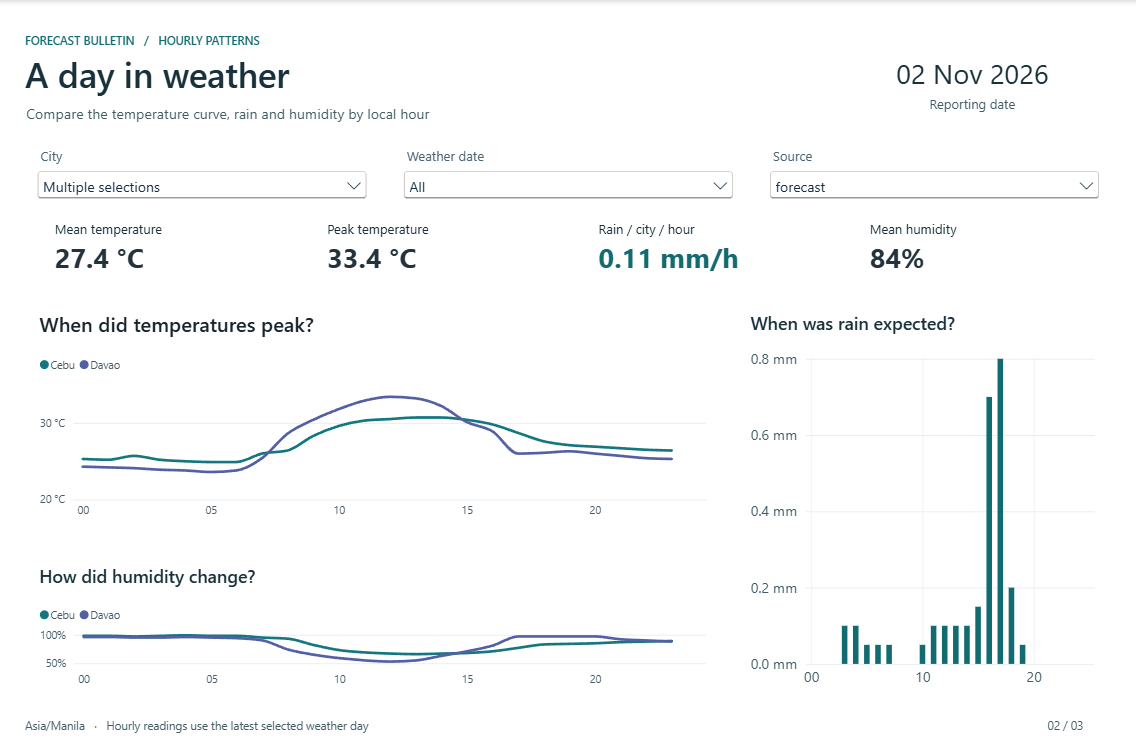 FORECAST BULLETIN / HOURLY PATTERNS
A day in weather
Compare the temperature curve, rain and humidity by local hour
02 Nov 2026
Reporting date
City
Multiple selections
Weather date
All
Source
forecast
Mean temperature
27.4 °C
Peak temperature
33.4 °C
Rain / city / hour
0.11 mm/h
Mean humidity
84%
When did temperatures peak?
Cebu Davao
30 °C
20 °C
00 05 10 15 20
How did humidity change?
Cebu Davao
100%
50%
00 05 10 15 20
When was rain expected?
0.8 mm
0.6 mm
0.4 mm
0.2 mm
0.0 mm
00 10 20
Asia/Manila · Hourly readings use the latest selected weather day
02 / 03